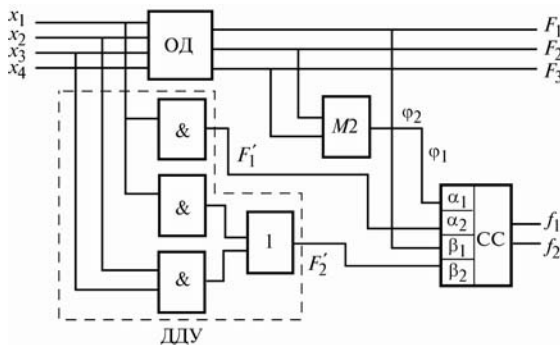 x₁
x₂
x₃
x₄
ОД
F₁
F₂
F₃
&
F₁′
M2
φ₂
φ₁
&
1
F₂′
&
α₁
α₂
β₁
β₂
СС
f₁
f₂
ДДУ